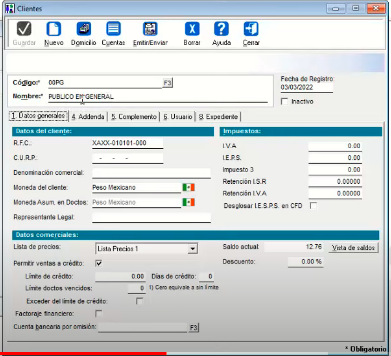 Clientes
Guardar Nuevo Domicilio Cuentas Emitir/Enviar Borrar Ayuda Cerrar
Código:* 00PG F3
Fecha de Registro:
03/03/2022
Nombre:* PUBLICO EN GENERAL
Inactivo
1. Datos generales 4. Addenda 5. Complemento 6. Usuario 8. Expediente
Datos del cliente: Impuestos:
R.F.C.: XAXX-010101-000 I.V.A 0.00
C.U.R.P.: - - - I.E.P.S. 0.00
Denominación comercial: Impuesto 3 0.00
Moneda del cliente: Peso Mexicano Retención I.S.R 0.00000
Moneda Asum. en Doctos: Peso Mexicano Retención I.V.A 0.00000
Representante Legal: Desglosar I.E.S.P.S. en CFD
Datos comerciales:
Lista de precios: Lista Precios 1 Saldo actual: 12.76 Vista de saldos
Permitir ventas a crédito: Descuento: 0.00 %
Límite de crédito: 0.00 Días de crédito: 0
Límite doctos vencidos: 0 1) Cero equivale a sin límite
Exceder del límite de crédito:
Factoraje financiero:
Cuenta bancaria por omisión: F3
* Obligatorio